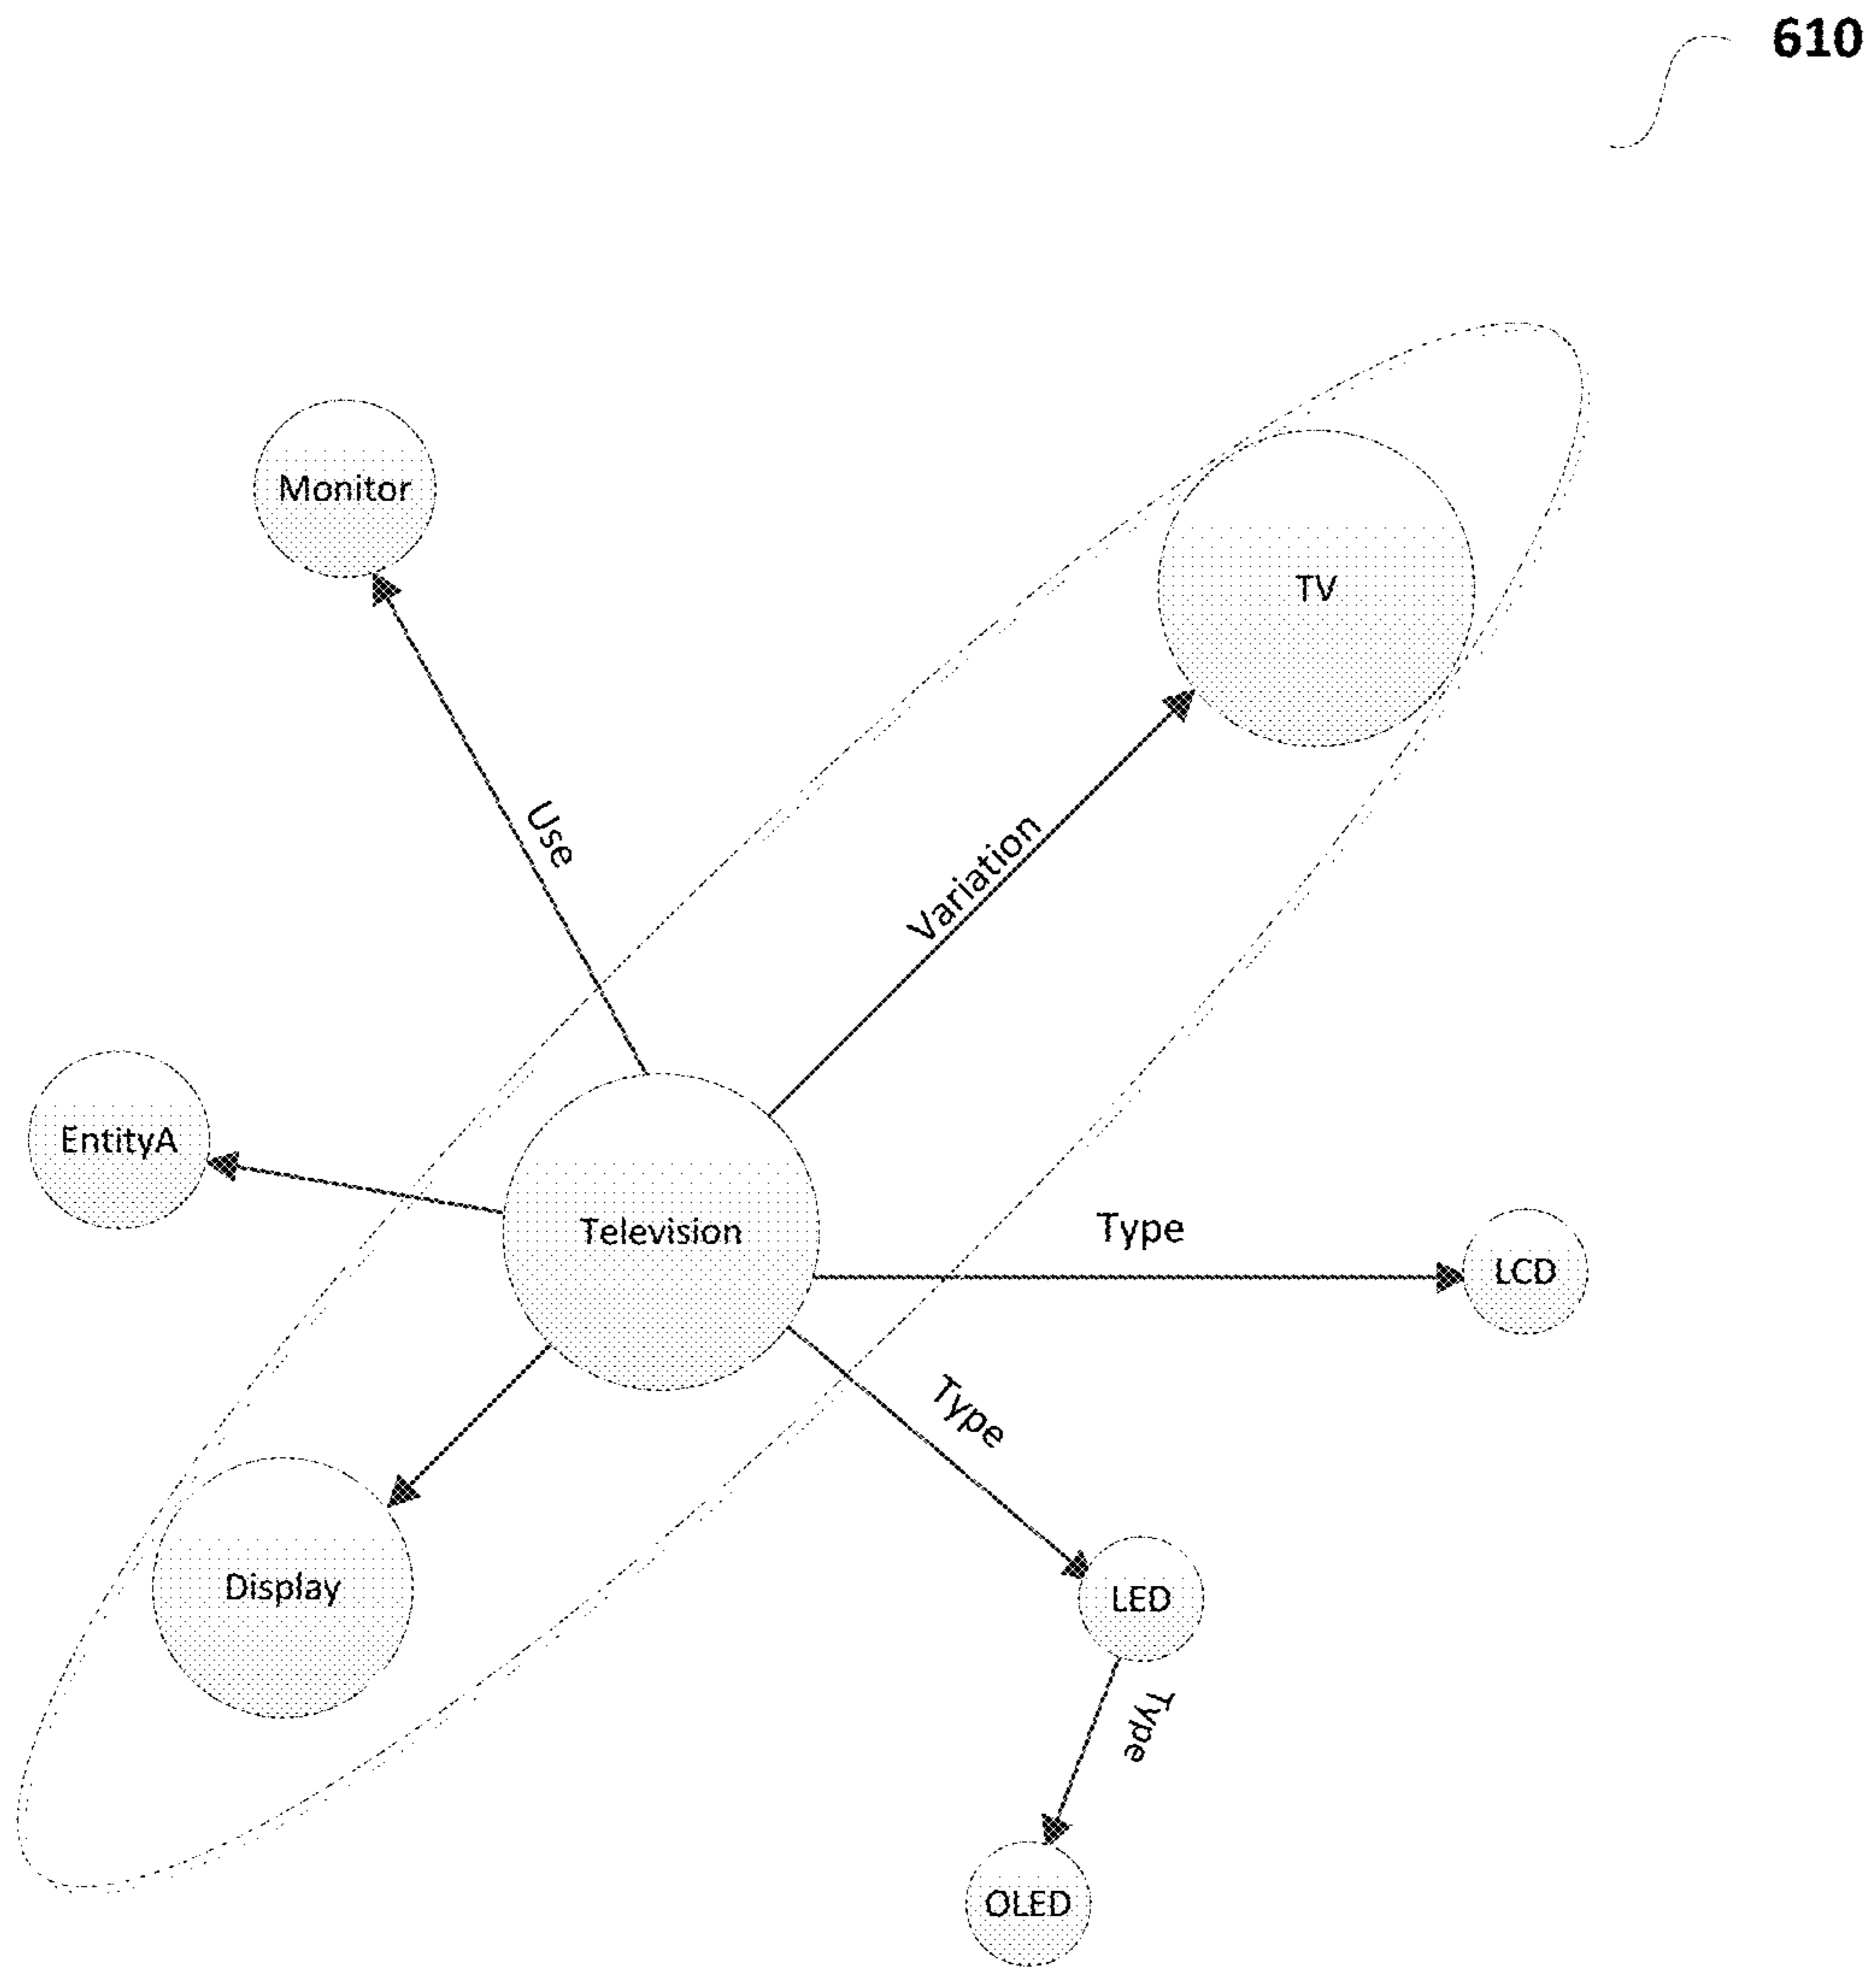 610
Monitor
TV
Use
Variation
EntityA
Television
Type
LCD
Type
Display
LED
Type
OLED